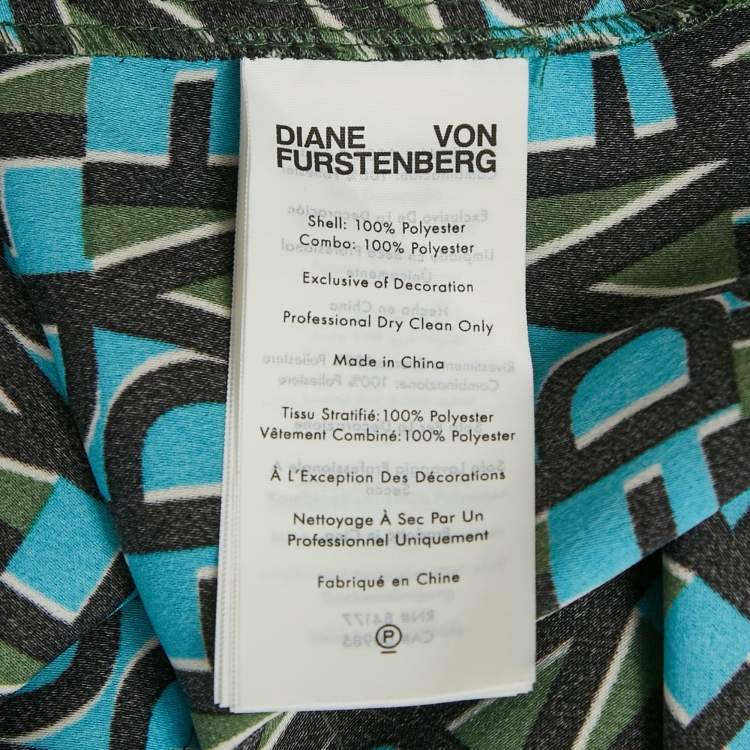 DIANE VON
FURSTENBERG
Shell: 100% Polyester
Combo: 100% Polyester
Exclusive of Decoration
Professional Dry Clean Only
Made in China
Tissu Stratifié:100% Polyester
Vêtement Combiné:100% Polyester
À L'Exception Des Décorations
Nettoyage À Sec Par Un
Professionnel Uniquement
Fabriqué en Chine
P